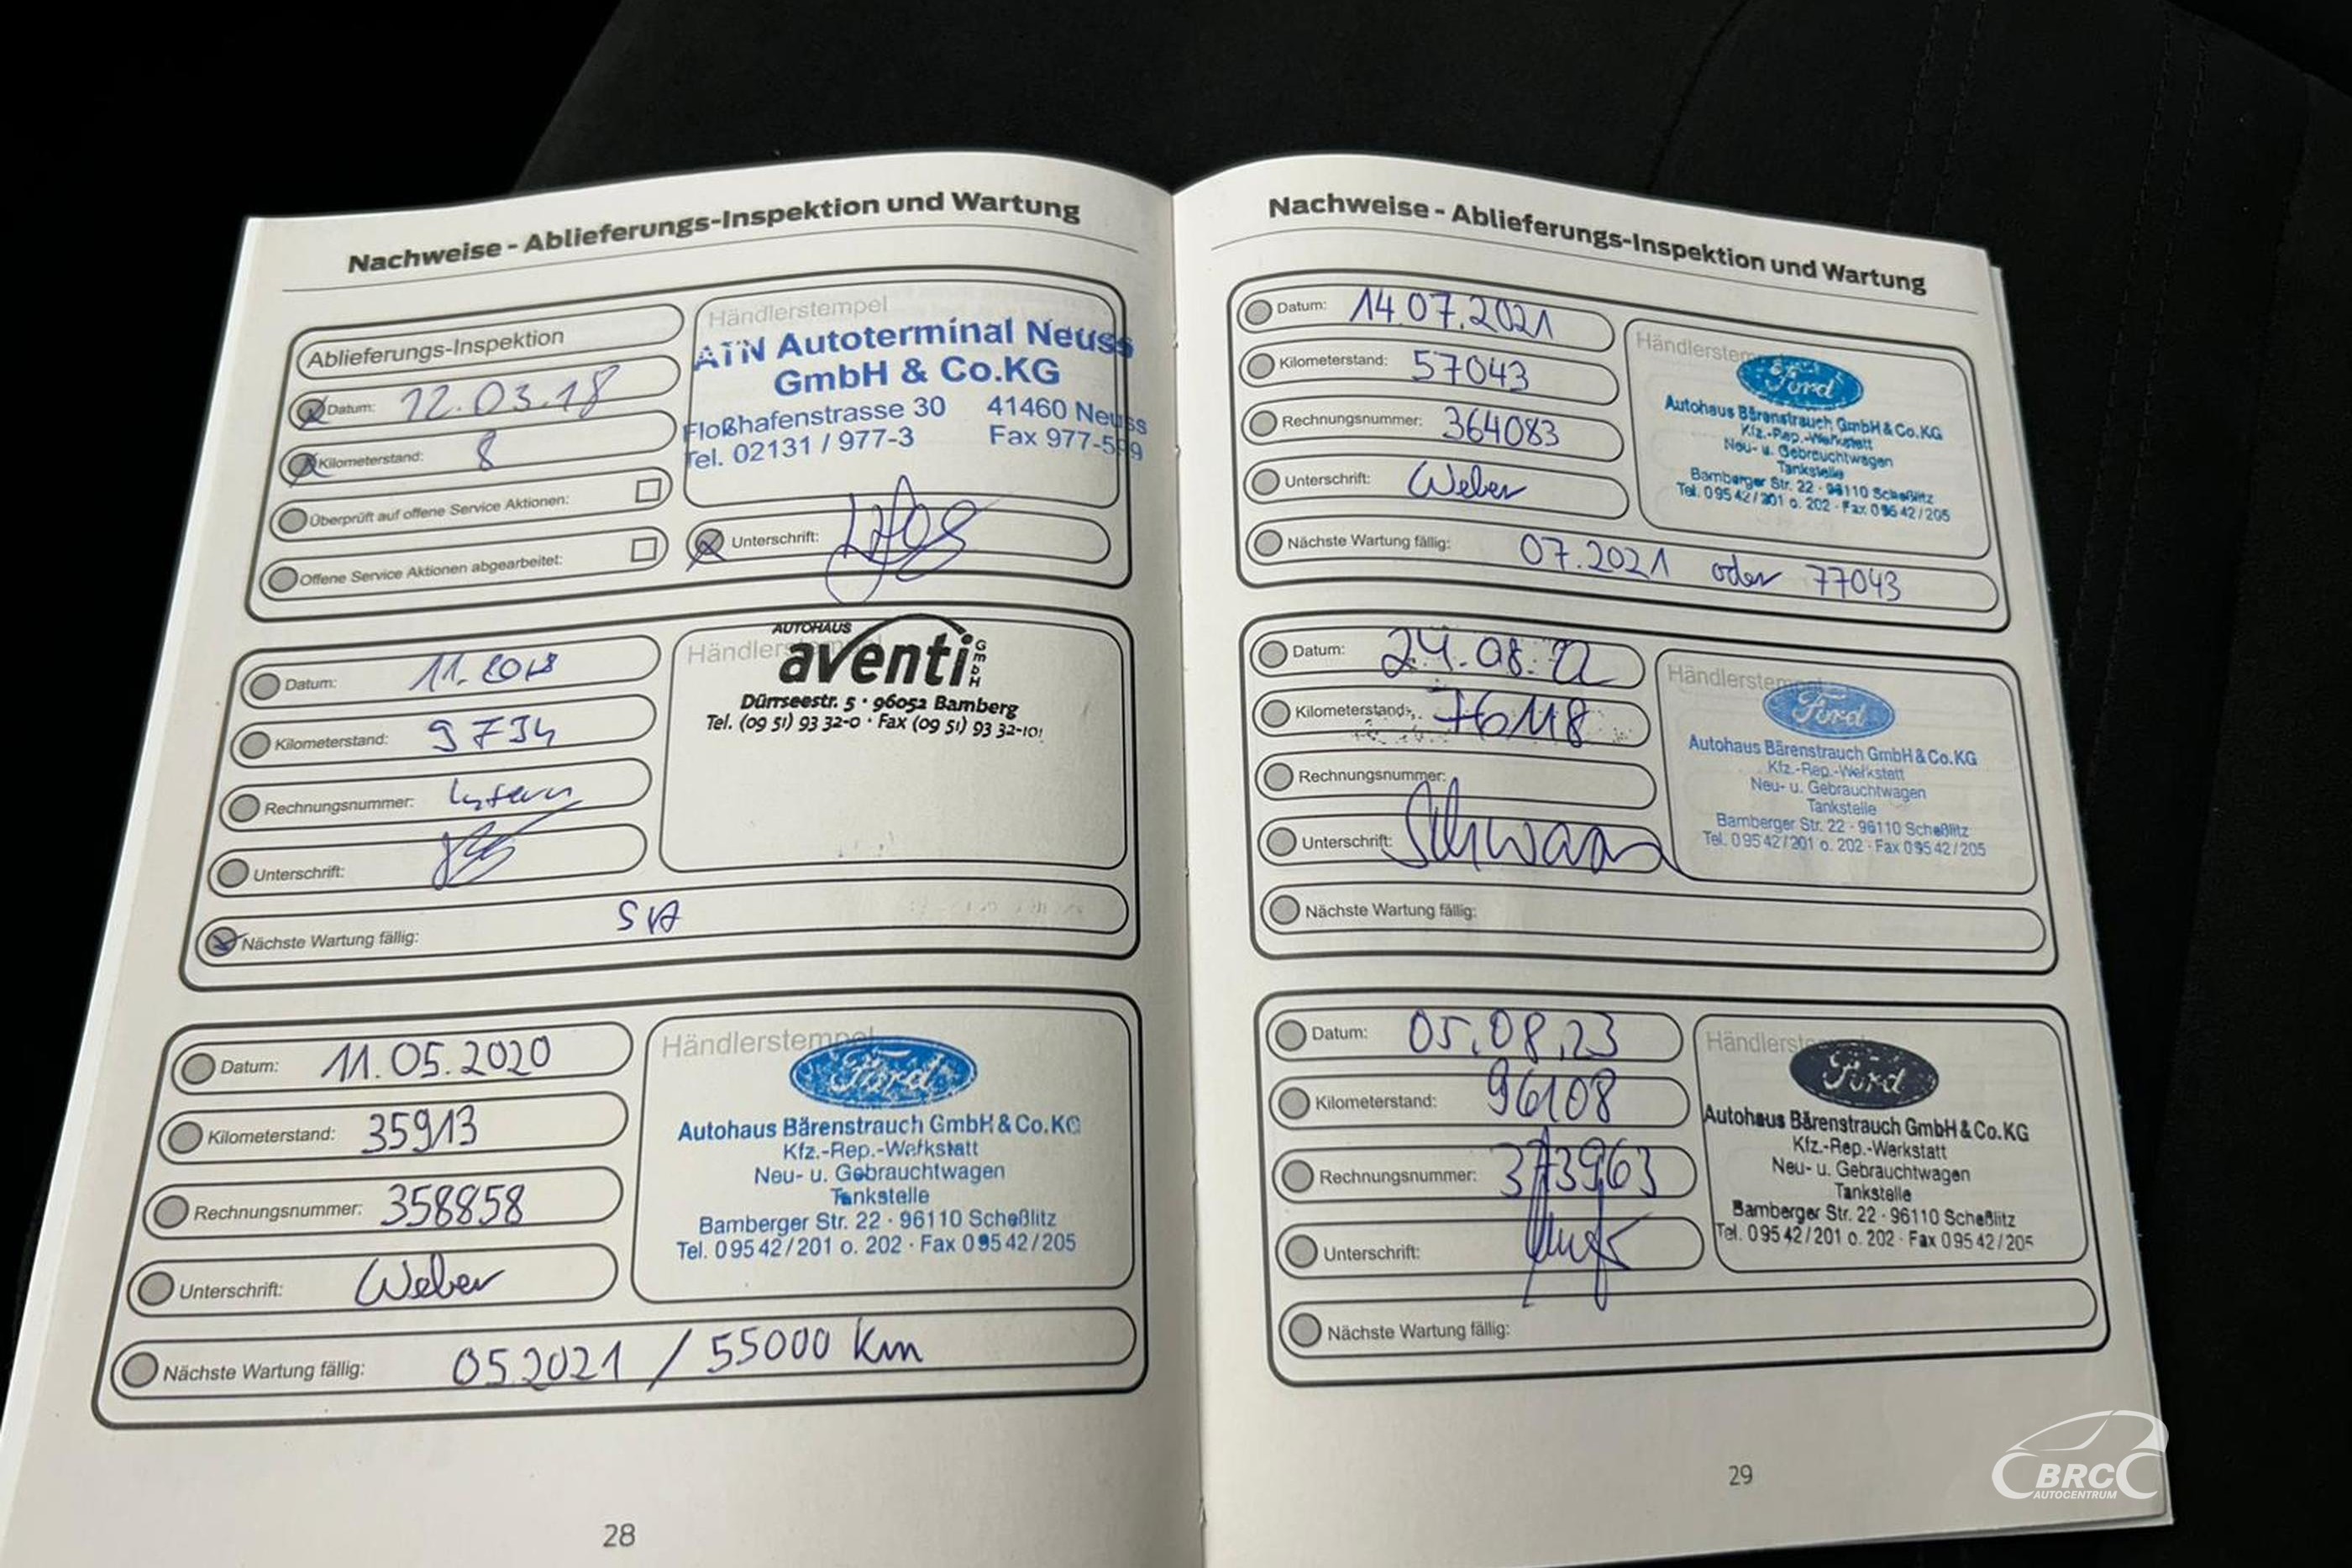 Nachweise - Ablieferungs-Inspektion und Wartung
Ablieferungs-Inspektion
Datum: 12.03.18
Kilometerstand: 8
Überprüft auf offene Service Aktionen:
Offene Service Aktionen abgearbeitet:
Händlerstempel
ATN Autoterminal Neuss
GmbH & Co.KG
Floßhafenstrasse 30 41460 Neuss
Tel. 02131 / 977-3 Fax 977-599
Unterschrift:
Datum: 11.2018
Kilometerstand: 9734
Rechnungsnummer: Intern
Unterschrift:
Nächste Wartung fällig: SVA
Händlerstempel
AUTOHAUS
aventi GmbH
Dürrseestr. 5 · 96052 Bamberg
Tel. (09 51) 93 32-0 · Fax (09 51) 93 32-101
Datum: 11.05.2020
Kilometerstand: 35913
Rechnungsnummer: 358858
Unterschrift: Weber
Nächste Wartung fällig: 05.2021 / 55000 Km
Händlerstempel
Ford
Autohaus Bärenstrauch GmbH & Co.KG
Kfz.-Rep.-Werkstatt
Neu- u. Gebrauchtwagen
Tankstelle
Bamberger Str. 22 · 96110 Scheßlitz
Tel. 09542/201 o. 202 · Fax 09542/205
28
Nachweise - Ablieferungs-Inspektion und Wartung
Datum: 14.07.2021
Kilometerstand: 57043
Rechnungsnummer: 364083
Unterschrift: Weber
Nächste Wartung fällig: 07.2021 oder 77043
Händlerstempel
Ford
Autohaus Bärenstrauch GmbH & Co.KG
Kfz.-Rep.-Werkstatt
Neu- u. Gebrauchtwagen
Tankstelle
Bamberger Str. 22 · 96110 Scheßlitz
Tel. 09542/201 o. 202 · Fax 09542/205
Datum: 24.08.22
Kilometerstand: 76118
Rechnungsnummer:
Unterschrift:
Nächste Wartung fällig:
Händlerstempel
Ford
Autohaus Bärenstrauch GmbH & Co.KG
Kfz.-Rep.-Werkstatt
Neu- u. Gebrauchtwagen
Tankstelle
Bamberger Str. 22 · 96110 Scheßlitz
Tel. 09542/201 o. 202 · Fax 09542/205
Datum: 05.08.23
Kilometerstand: 96108
Rechnungsnummer: 373963
Unterschrift:
Nächste Wartung fällig:
Händlerstempel
Ford
Autohaus Bärenstrauch GmbH & Co.KG
Kfz.-Rep.-Werkstatt
Neu- u. Gebrauchtwagen
Tankstelle
Bamberger Str. 22 · 96110 Scheßlitz
Tel. 09542/201 o. 202 · Fax 09542/205
29
BRC
AUTOCENTRUM